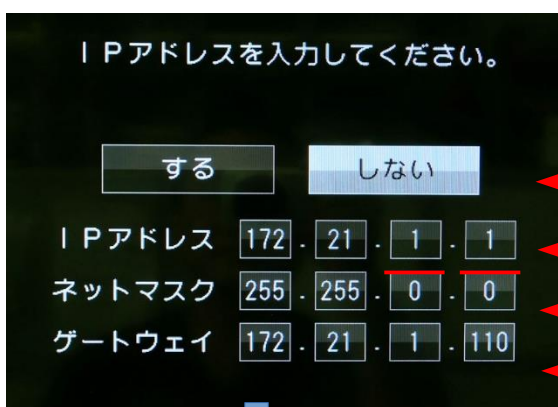 IPアドレスを入力してください。
する しない
IPアドレス 172 . 21 . 1 . 1
ネットマスク 255 . 255 . 0 . 0
ゲートウェイ 172 . 21 . 1 . 110